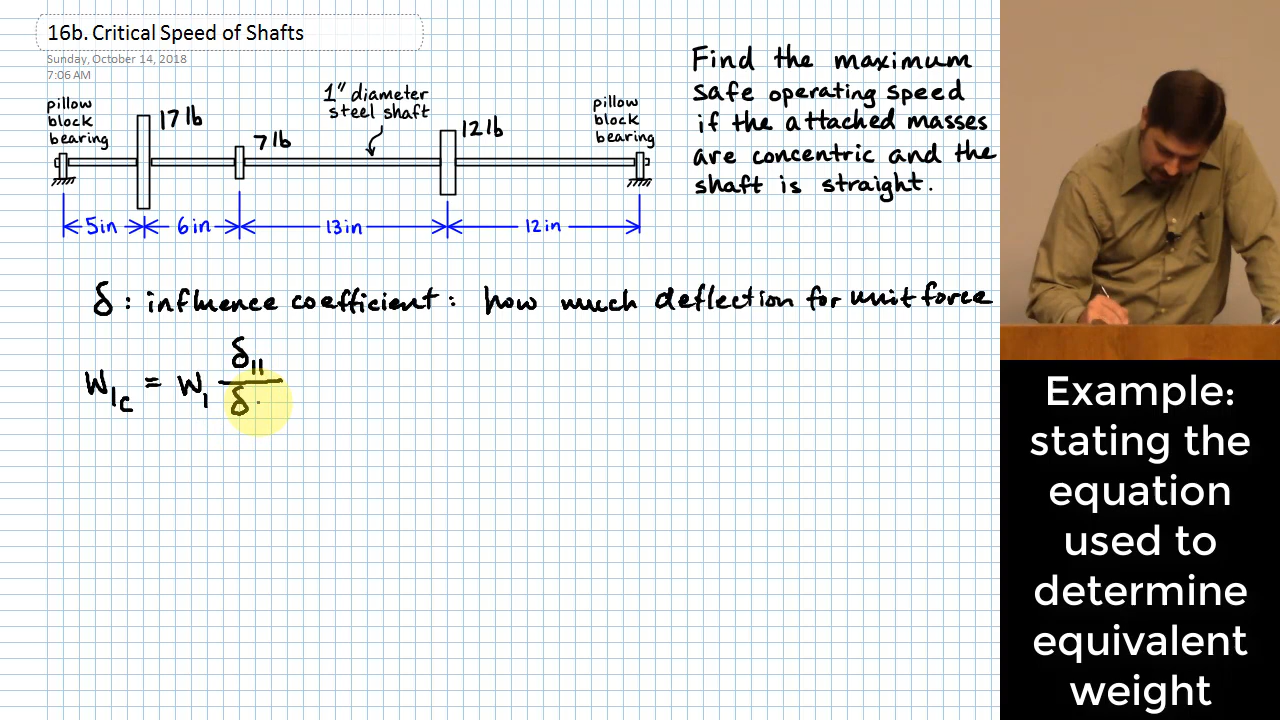 16b. Critical Speed of Shafts
Sunday, October 14, 2018
7:06 AM
pillow
block
bearing
17 lb
7 lb
1" diameter
steel shaft
12 lb
pillow
block
bearing
5in
6in
13in
12in
Find the maximum
safe operating speed
if the attached masses
are concentric and the
shaft is straight.
δ : influence coefficient : how much deflection for unit force
W1c = W1 δ11
δ
Example:
stating the
equation
used to
determine
equivalent
weight